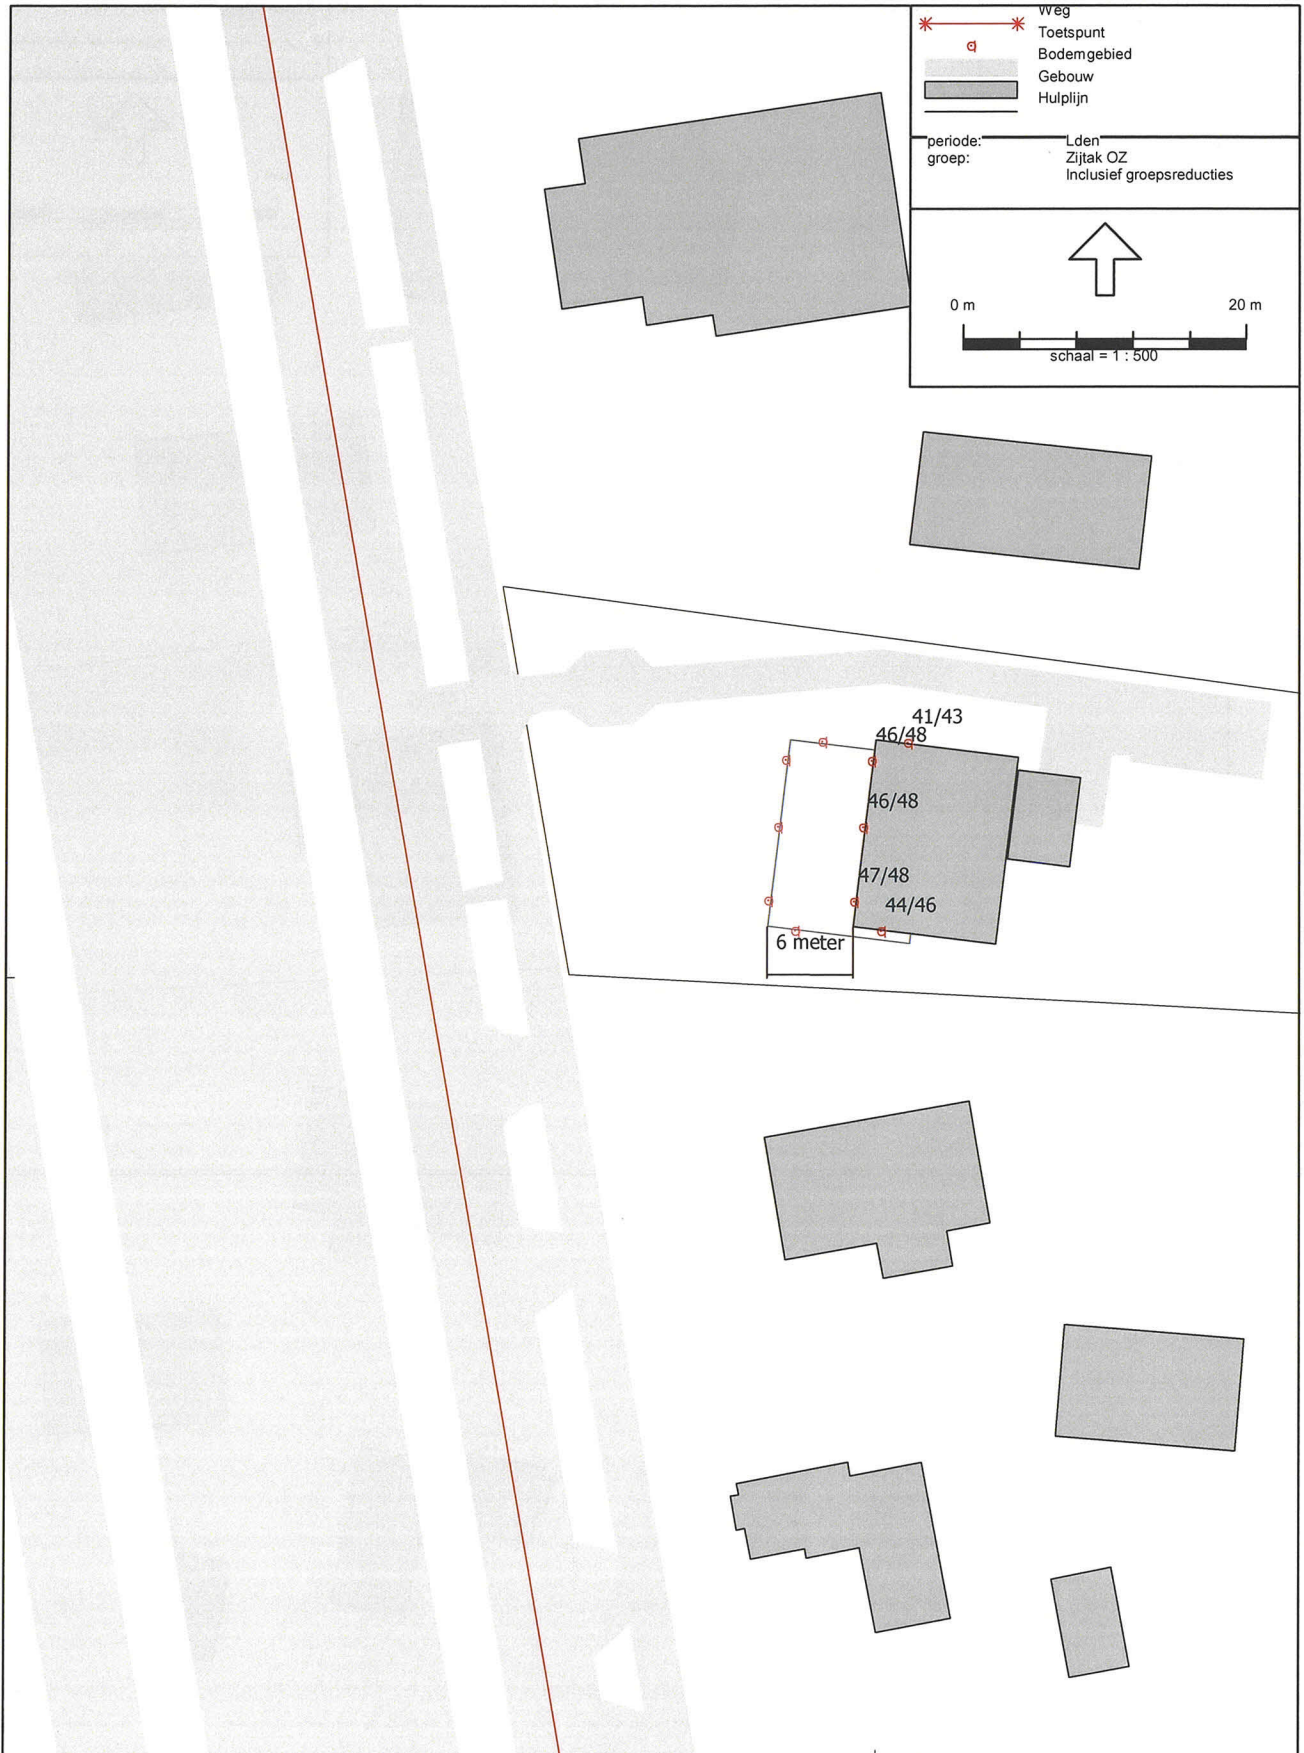 Weg
Toetspunt
Bodemgebied
Gebouw
Hulplijn
periode: Lden
groep: Zijtak OZ
Inclusief groepsreducties
0 m 20 m
schaal = 1 : 500
41/43
46/48
46/48
47/48
44/46
6 meter